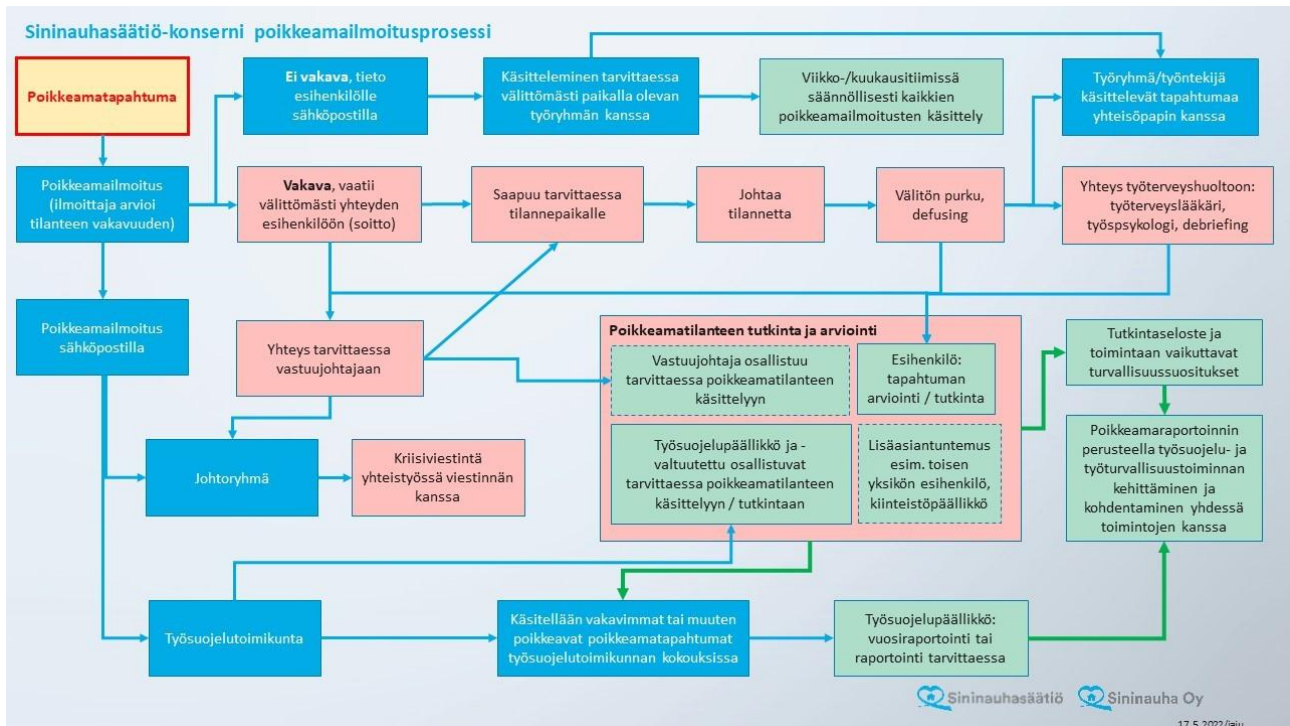 Sininauhasäätiö-konserni poikkeamailmoitusprosessi
Poikkeamatapahtuma
Ei vakava, tieto
esihenkilölle
sähköpostilla
Käsitteleminen tarvittaessa
välittömästi paikalla olevan
työryhmän kanssa
Viikko-/kuukausitiimissä
säännöllisesti kaikkien
poikkeamailmoitusten käsittely
Työryhmä/työntekijä
käsittelevät tapahtumaa
yhteisöpapin kanssa
Poikkeamailmoitus
(ilmoittaja arvioi
tilanteen vakavuuden)
Vakava, vaatii
välittömästi yhteyden
esihenkilöön (soitto)
Saapuu tarvittaessa
tilannepaikalle
Johtaa
tilannetta
Välitön purku,
defusing
Yhteys työterveyshuoltoon:
työterveyslääkäri,
työspsykologi, debriefing
Poikkeamailmoitus
sähköpostilla
Yhteys tarvittaessa
vastuujohtajaan
Poikkeamatilanteen tutkinta ja arviointi
Vastuujohtaja osallistuu
tarvittaessa poikkeamatilanteen
käsittelyyn
Esihenkilö:
tapahtuman
arviointi / tutkinta
Työsuojelupäällikkö ja -
valtuutettu osallistuvat
tarvittaessa poikkeamatilanteen
käsittelyyn / tutkintaan
Lisäasiantuntemus
esim. toisen
yksikön esihenkilö,
kiinteistöpäällikkö
Tutkintaseloste ja
toimintaan vaikuttavat
turvallisuussuositukset
Poikkeamaraportoinnin
perusteella työsuojelu- ja
työturvallisuustoiminnan
kehittäminen ja
kohdentaminen yhdessä
toimintojen kanssa
Johtoryhmä
Kriisiviestintä
yhteistyössä viestinnän
kanssa
Työsuojelutoimikunta
Käsitellään vakavimmat tai muuten
poikkeavat poikkeamatapahtumat
työsuojelutoimikunnan kokouksissa
Työsuojelupäällikkö:
vuosiraportointi tai
raportointi tarvittaessa
Sininauhasäätiö
Sininauha Oy
17.5.2022/jaju